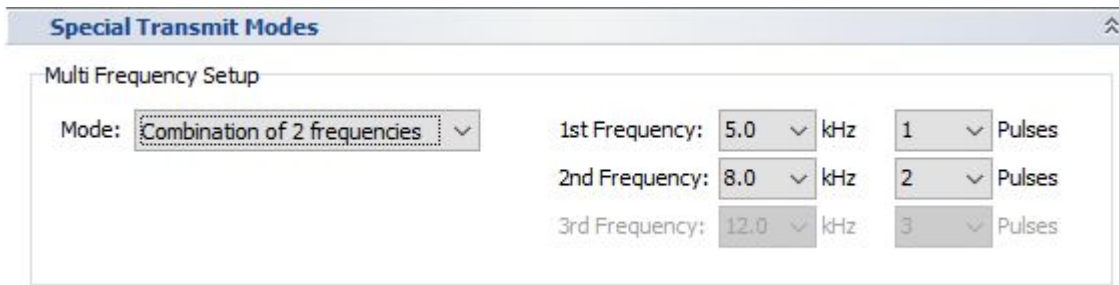 Special Transmit Modes
Multi Frequency Setup
Mode: Combination of 2 frequencies 1st Frequency: 5.0 kHz 1 Pulses
2nd Frequency: 8.0 kHz 2 Pulses
3rd Frequency: 12.0 kHz 3 Pulses